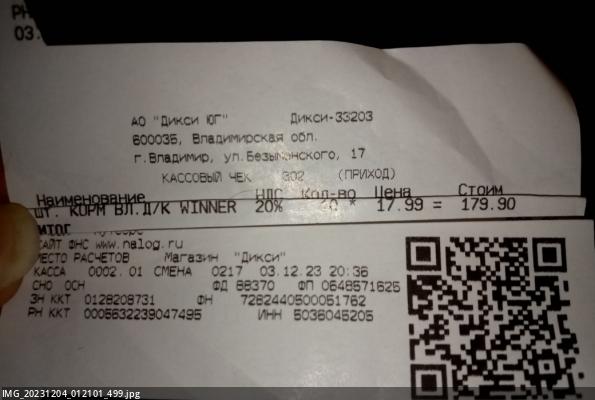 03.
АО "Дикси ЮГ" Дикси-33203
600035, Владимирская обл.
г.Владимир, ул.Безыменского, 17
КАССОВЫЙ ЧЕК 302 (ПРИХОД)
Наименование НДС Кол-во Цена Стоим
ШТ. КОРМ ВЛ.Д/К WINNER 20% * 17.99 = 179.90
ИТОГ
САЙТ ФНС www.nalog.ru
МЕСТО РАСЧЕТОВ Магазин "Дикси"
КАССА 0002.01 СМЕНА 0217 03.12.23 20:36
СНО ОСН ФД 88370 ФП 0648571625
ЗН ККТ 0128208731 ФН 7282440500051762
РН ККТ 0005632239047495 ИНН 5036045205
IMG_20231204_012101_499.jpg